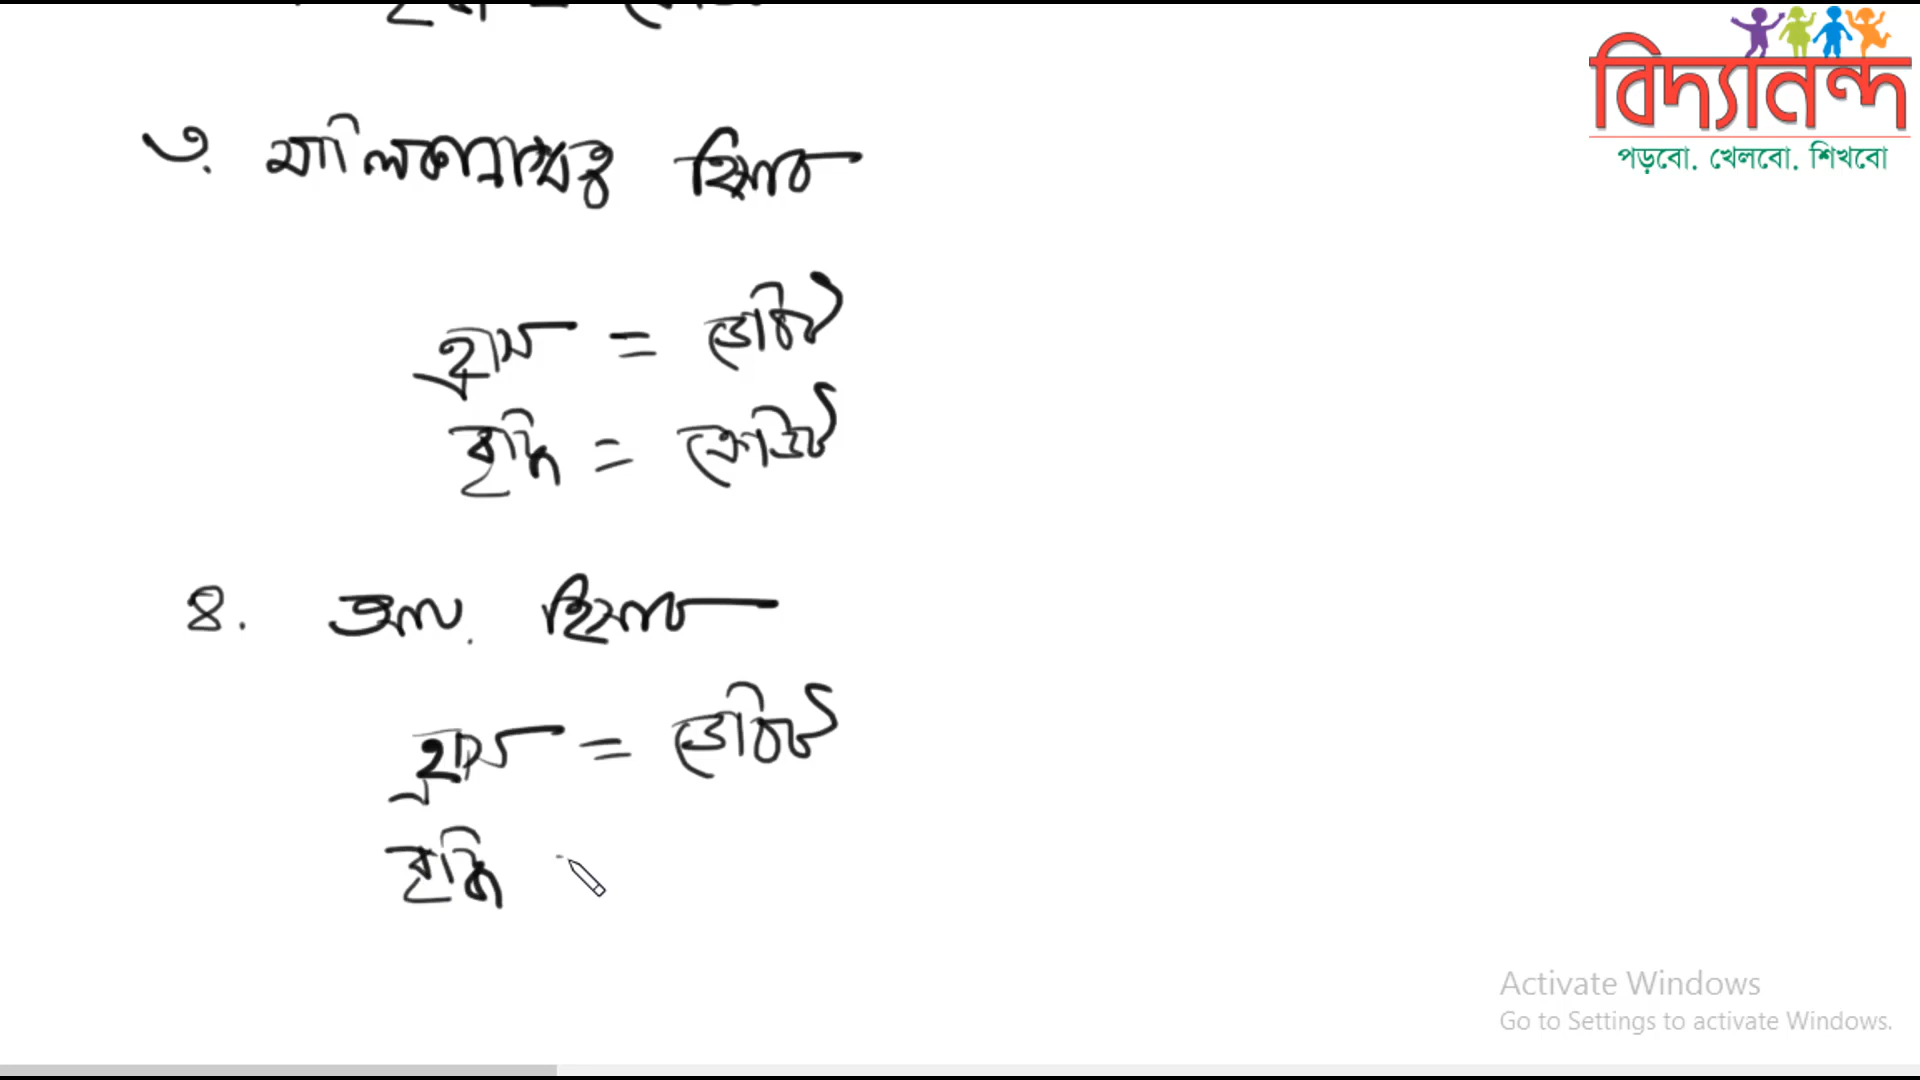 বিদ্যানন্দ
পড়বো. খেলবো. শিখবো
৩. মালিকানাস্বত্ব হিসাব
হ্রাস = ডেবিট
বৃদ্ধি = ক্রেডিট
৪. আয়. হিসাব
হ্রাস = ডেবিট
বৃদ্ধি
Activate Windows
Go to Settings to activate Windows.